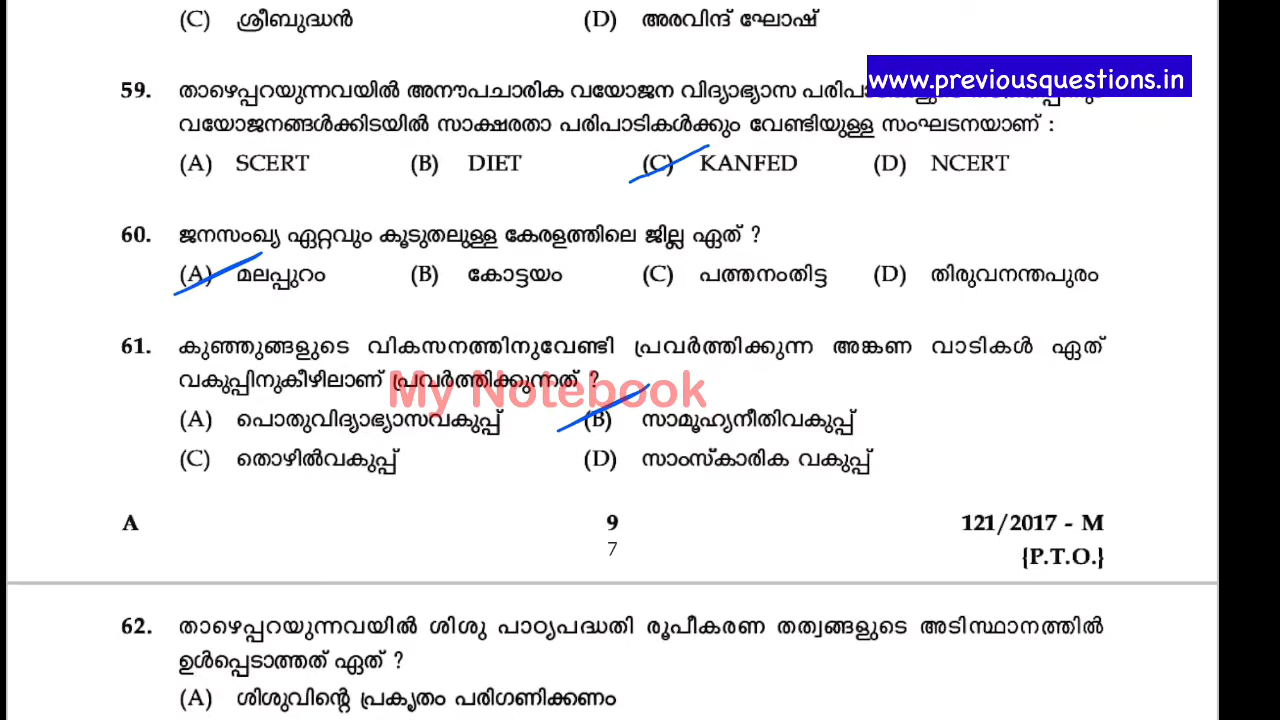 (C) ശ്രീബുദ്ധൻ (D) അരവിന്ദ് ഘോഷ്
www.previousquestions.in
59. താഴെപ്പറയുന്നവയിൽ അനൗപചാരിക വയോജന വിദ്യാഭ്യാസ
വയോജനങ്ങൾക്കിടയിൽ സാക്ഷരതാ പരിപാടികൾക്കും വേണ്ടിയുള്ള സംഘടനയാണ് :
(A) SCERT (B) DIET (C) KANFED (D) NCERT
60. ജനസംഖ്യ ഏറ്റവും കൂടുതലുള്ള കേരളത്തിലെ ജില്ല ഏത് ?
(A) മലപ്പുറം (B) കോട്ടയം (C) പത്തനംതിട്ട (D) തിരുവനന്തപുരം
61. കുഞ്ഞുങ്ങളുടെ വികസനത്തിനുവേണ്ടി പ്രവർത്തിക്കുന്ന അങ്കണ വാടികൾ ഏത്
വകുപ്പിനുകീഴിലാണ് പ്രവർത്തിക്കുന്നത് ?
My Notebook
(A) പൊതുവിദ്യാഭ്യാസവകുപ്പ് (B) സാമൂഹ്യനീതിവകുപ്പ്
(C) തൊഴിൽവകുപ്പ് (D) സാംസ്കാരിക വകുപ്പ്
A 9 121/2017 - M
7
{P.T.O.}
62. താഴെപ്പറയുന്നവയിൽ ശിശു പാഠ്യപദ്ധതി രൂപീകരണ തത്വങ്ങളുടെ അടിസ്ഥാനത്തിൽ
ഉൾപ്പെടാത്തത് ഏത് ?
(A) ശിശുവിന്റെ പ്രകൃതം പരിഗണിക്കണം